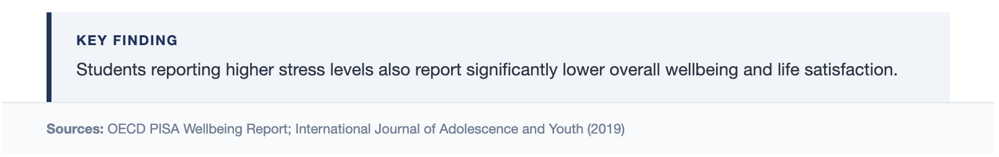 KEY FINDING
Students reporting higher stress levels also report significantly lower overall wellbeing and life satisfaction.
Sources: OECD PISA Wellbeing Report; International Journal of Adolescence and Youth (2019)